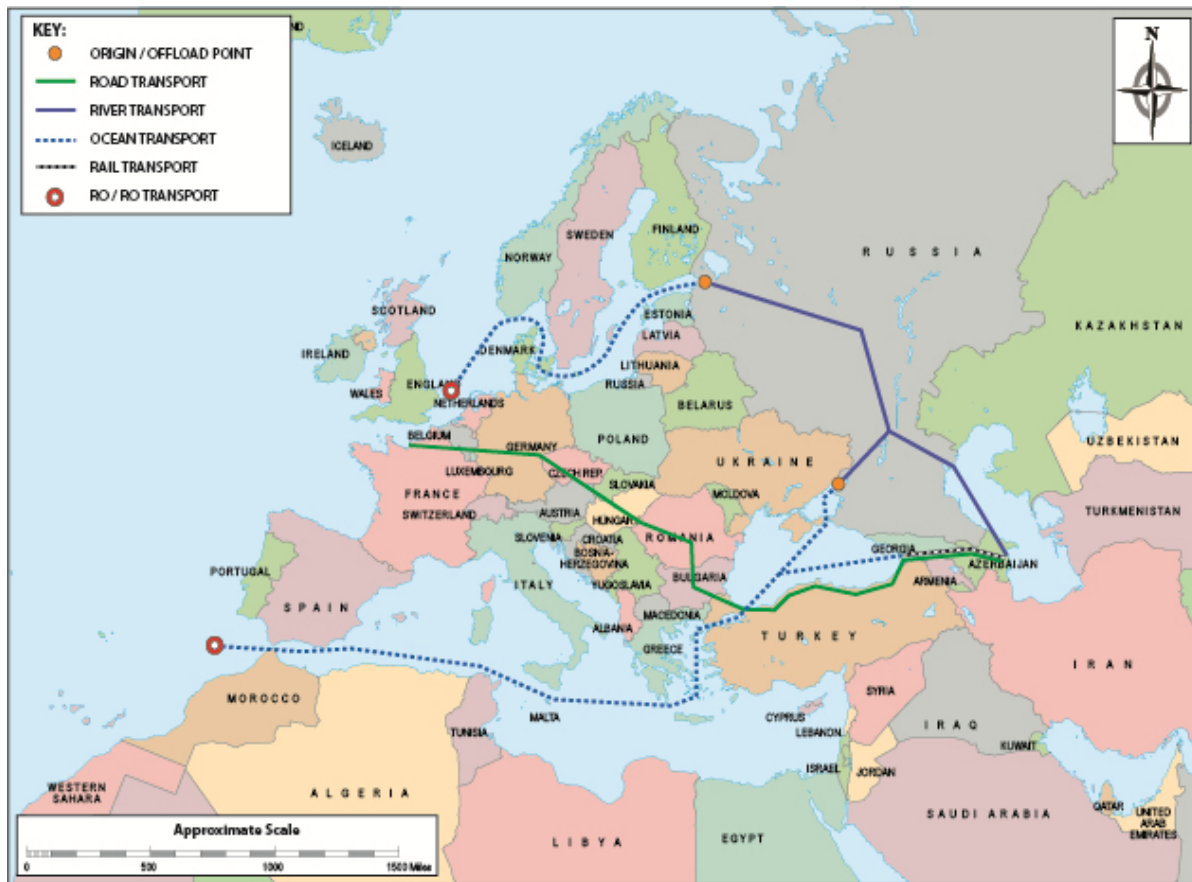 KEY:
ORIGIN / OFFLOAD POINT
ROAD TRANSPORT
RIVER TRANSPORT
OCEAN TRANSPORT
RAIL TRANSPORT
RO / RO TRANSPORT
N
ICELAND
FINLAND
SWEDEN
NORWAY
RUSSIA
SCOTLAND
ESTONIA
KAZAKHSTAN
LATVIA
IRELAND
DENMARK
LITHUANIA
WALES
ENGLAND
RUSSIA
NETHERLANDS
BELARUS
BELGIUM
GERMANY
POLAND
UZBEKISTAN
UKRAINE
LUXEMBOURG
CZECH REP.
SLOVAKIA
FRANCE
MOLDOVA
SWITZERLAND
AUSTRIA
HUNGARY
TURKMENISTAN
SLOVENIA
CROATIA
ROMANIA
GEORGIA
BOSNIA-
HERZEGOVINA
AZERBAIJAN
PORTUGAL
ITALY
YUGOSLAVIA
BULGARIA
ARMENIA
SPAIN
MACEDONIA
ALBANIA
TURKEY
GREECE
IRAN
MOROCCO
SYRIA
MALTA
CYPRUS
IRAQ
TUNISIA
LEBANON
KUWAIT
ISRAEL
JORDAN
WESTERN
SAHARA
ALGERIA
QATAR
UNITED
ARAB
EMIRATES
SAUDI ARABIA
LIBYA
EGYPT
Approximate Scale
0 500 1000 1500 Miles